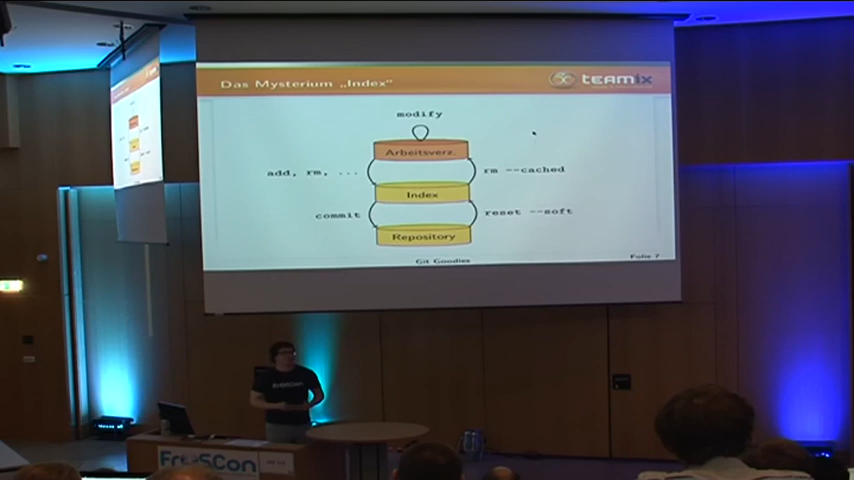 Das Mysterium „Index"
teamix
modify
Arbeitsverz.
add, rm, ...
rm --cached
Index
commit
reset --soft
Repository
Git Goodies
Folie 7
FrOSCon